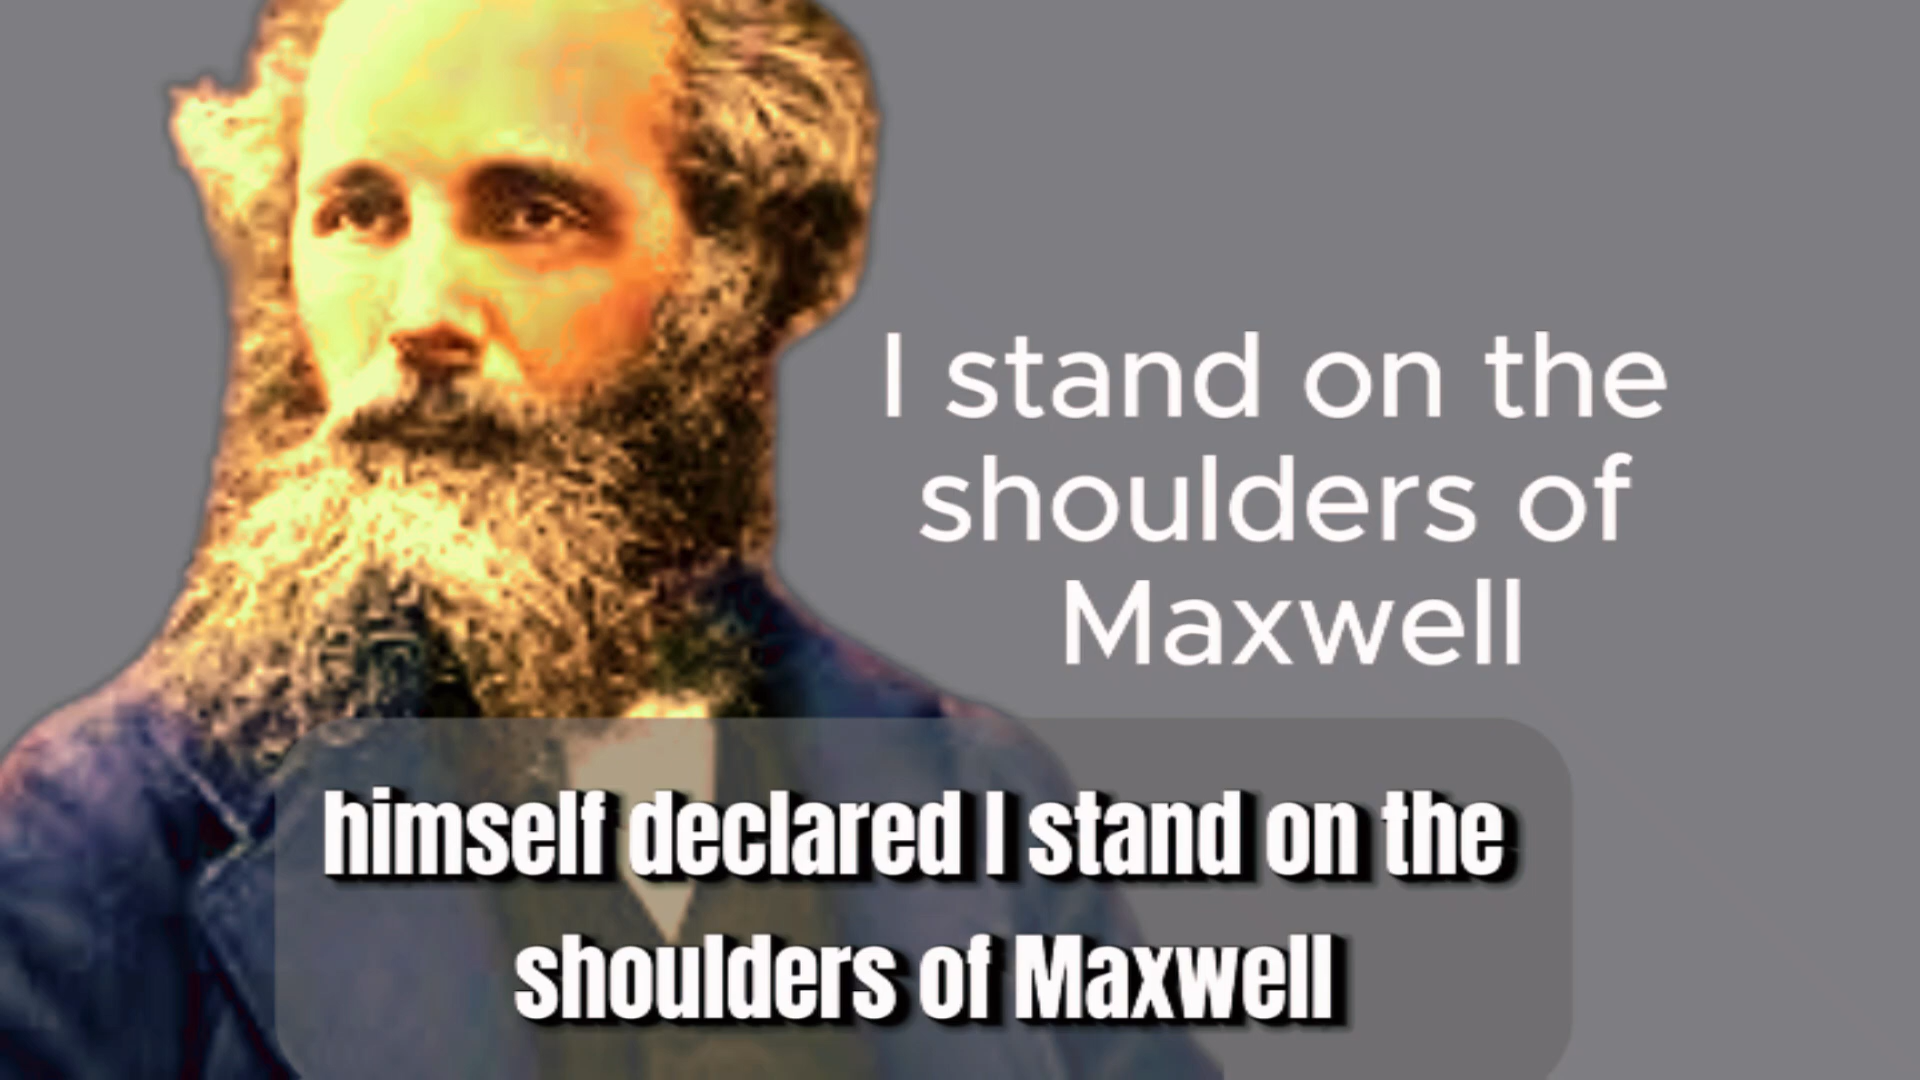 I stand on the
shoulders of
Maxwell
himself declared I stand on the
shoulders of Maxwell